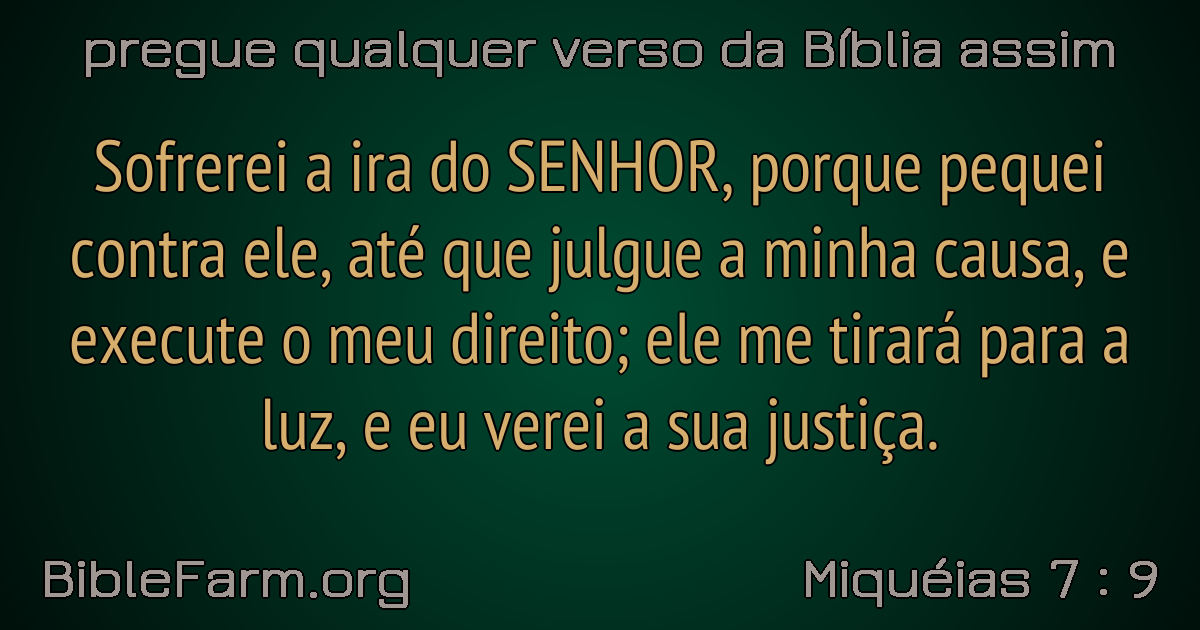 pregue qualquer verso da Bíblia assim
Sofrerei a ira do SENHOR, porque pequei
contra ele, até que julgue a minha causa, e
execute o meu direito; ele me tirará para a
luz, e eu verei a sua justiça.
BibleFarm.org
Miquéias 7 : 9